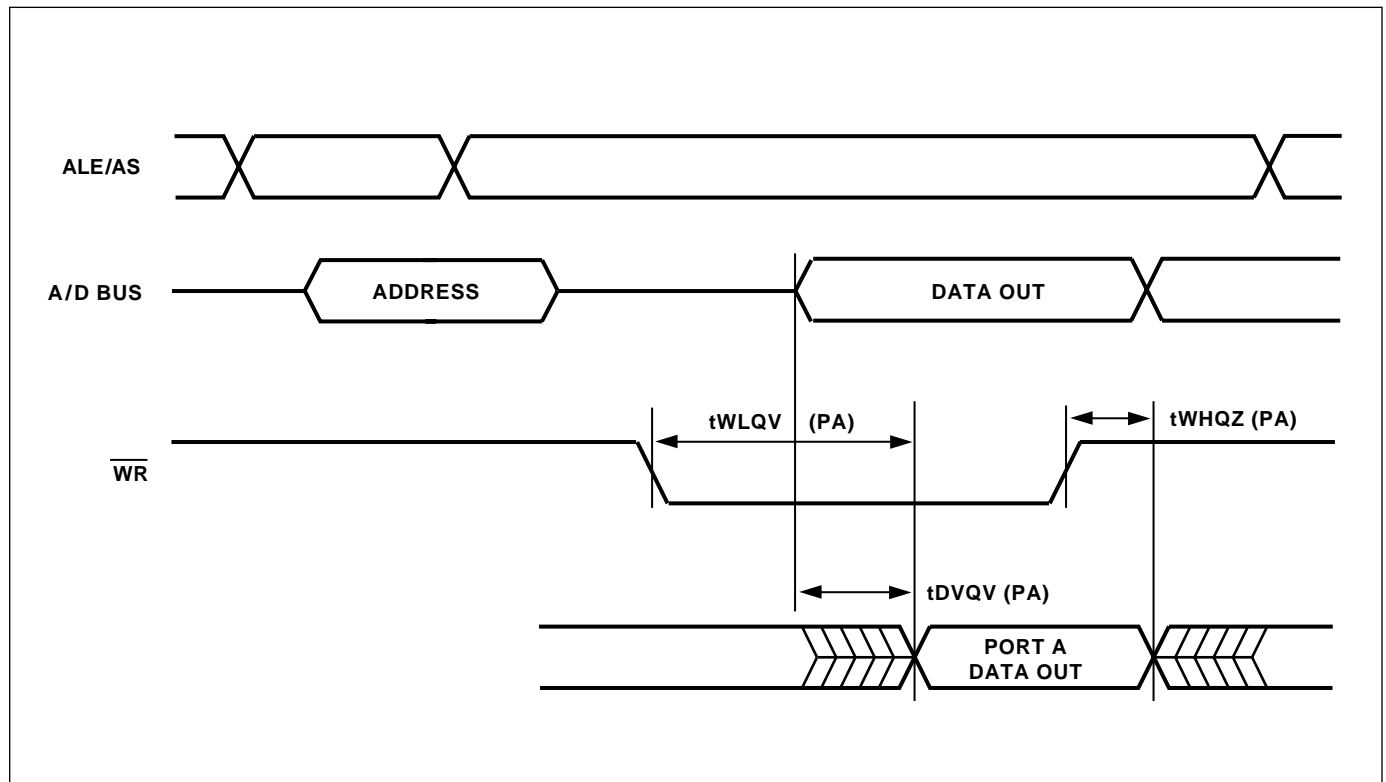 ALE/AS
A/D BUS
ADDRESS
DATA OUT
tWLQV (PA)
tWHQZ (PA)
WR
tDVQV (PA)
PORT A
DATA OUT